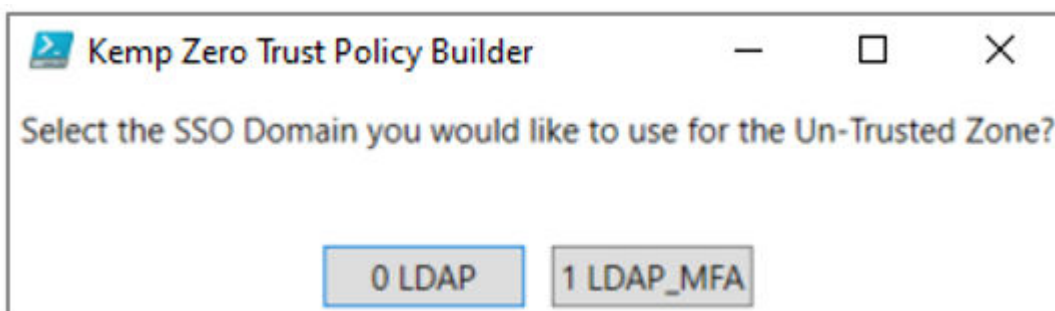 Kemp Zero Trust Policy Builder
Select the SSO Domain you would like to use for the Un-Trusted Zone?
0 LDAP 1 LDAP_MFA